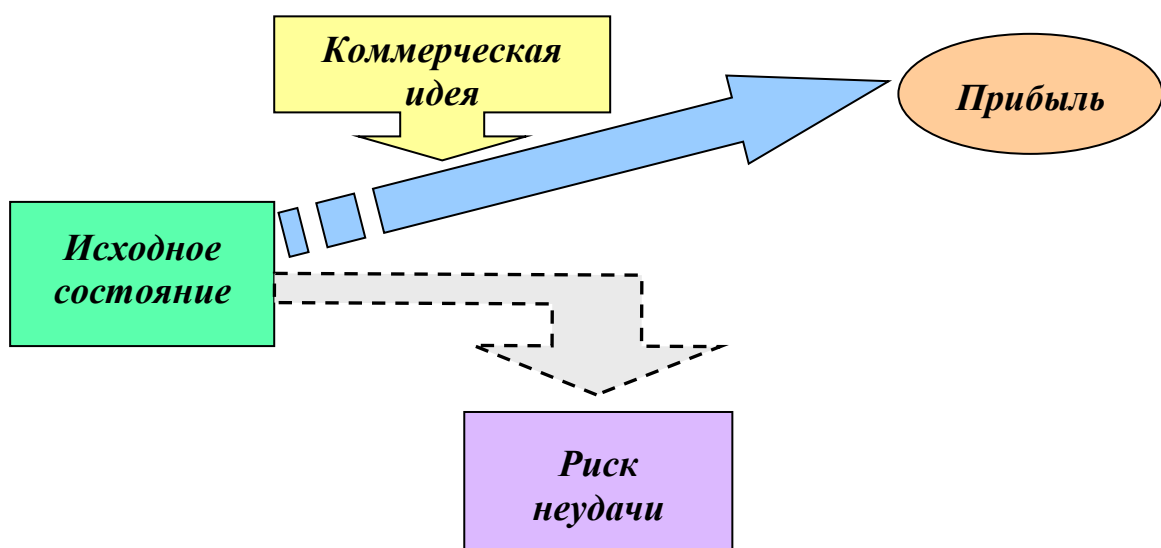 Коммерческая
идея
Прибыль
Исходное
состояние
Риск
неудачи